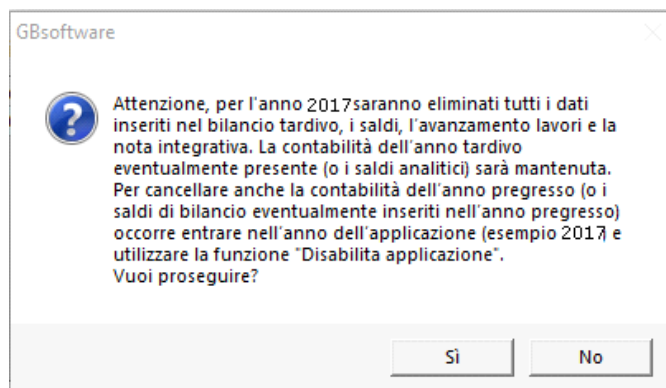 GBsoftware
Attenzione, per l'anno 2017saranno eliminati tutti i dati
inseriti nel bilancio tardivo, i saldi, l'avanzamento lavori e la
nota integrativa. La contabilità dell'anno tardivo
eventualmente presente (o i saldi analitici) sarà mantenuta.
Per cancellare anche la contabilità dell'anno pregresso (o i
saldi di bilancio eventualmente inseriti nell'anno pregresso)
occorre entrare nell'anno dell'applicazione (esempio 2017) e
utilizzare la funzione "Disabilita applicazione".
Vuoi proseguire?
Sì
No